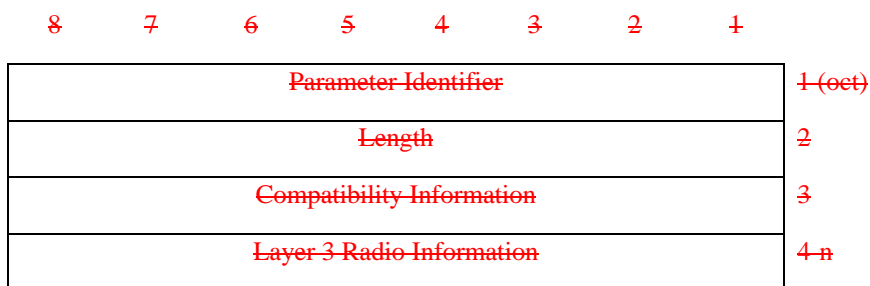 8 7 6 5 4 3 2 1
Parameter Identifier 1 (oct)
Length 2
Compatibility Information 3
Layer 3 Radio Information 4-n